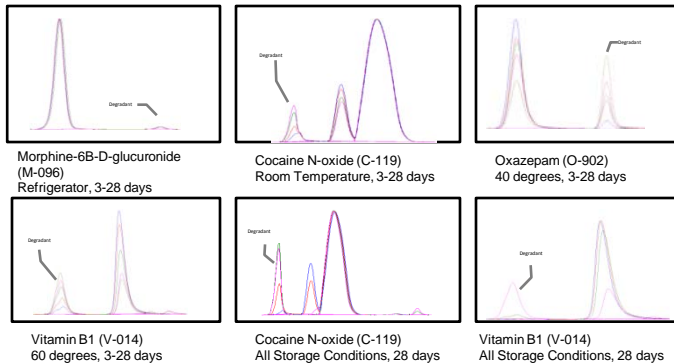 Degradant
Morphine-6B-D-glucuronide
(M-096)
Refrigerator, 3-28 days
Degradant
Cocaine N-oxide (C-119)
Room Temperature, 3-28 days
Degradant
Oxazepam (O-902)
40 degrees, 3-28 days
Degradant
Vitamin B1 (V-014)
60 degrees, 3-28 days
Degradant
Cocaine N-oxide (C-119)
All Storage Conditions, 28 days
Degradant
Vitamin B1 (V-014)
All Storage Conditions, 28 days